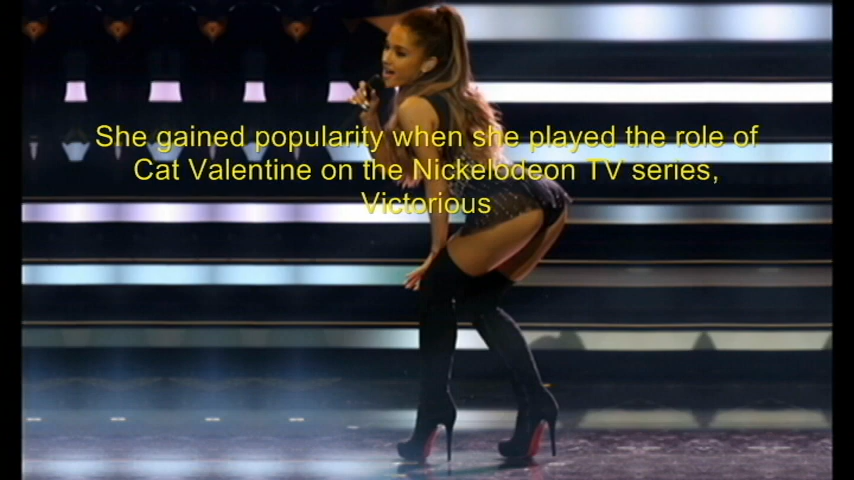 She gained popularity when she played the role of
Cat Valentine on the Nickelodeon TV series,
Victorious